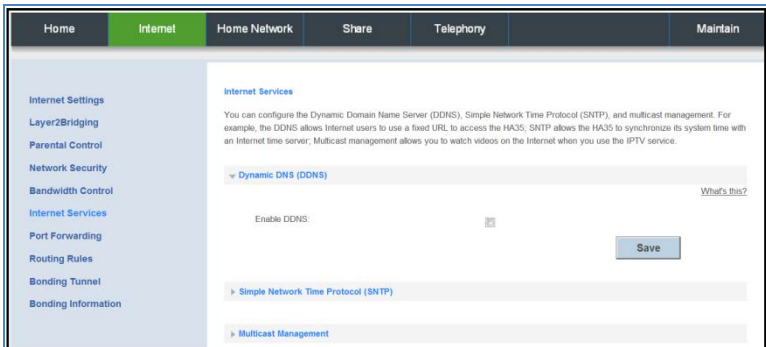 Home Internet Home Network Share Telephony Maintain
Internet Settings
Layer2Bridging
Parental Control
Network Security
Bandwidth Control
Internet Services
Port Forwarding
Routing Rules
Bonding Tunnel
Bonding Information
Internet Services
You can configure the Dynamic Domain Name Server (DDNS), Simple Network Time Protocol (SNTP), and multicast management. For
example, the DDNS allows Internet users to use a fixed URL to access the HA35; SNTP allows the HA35 to synchronize its system time with
an Internet time server; Multicast management allows you to watch videos on the Internet when you use the IPTV service.
Dynamic DNS (DDNS)
What's this?
Enable DDNS:
Save
Simple Network Time Protocol (SNTP)
Multicast Management